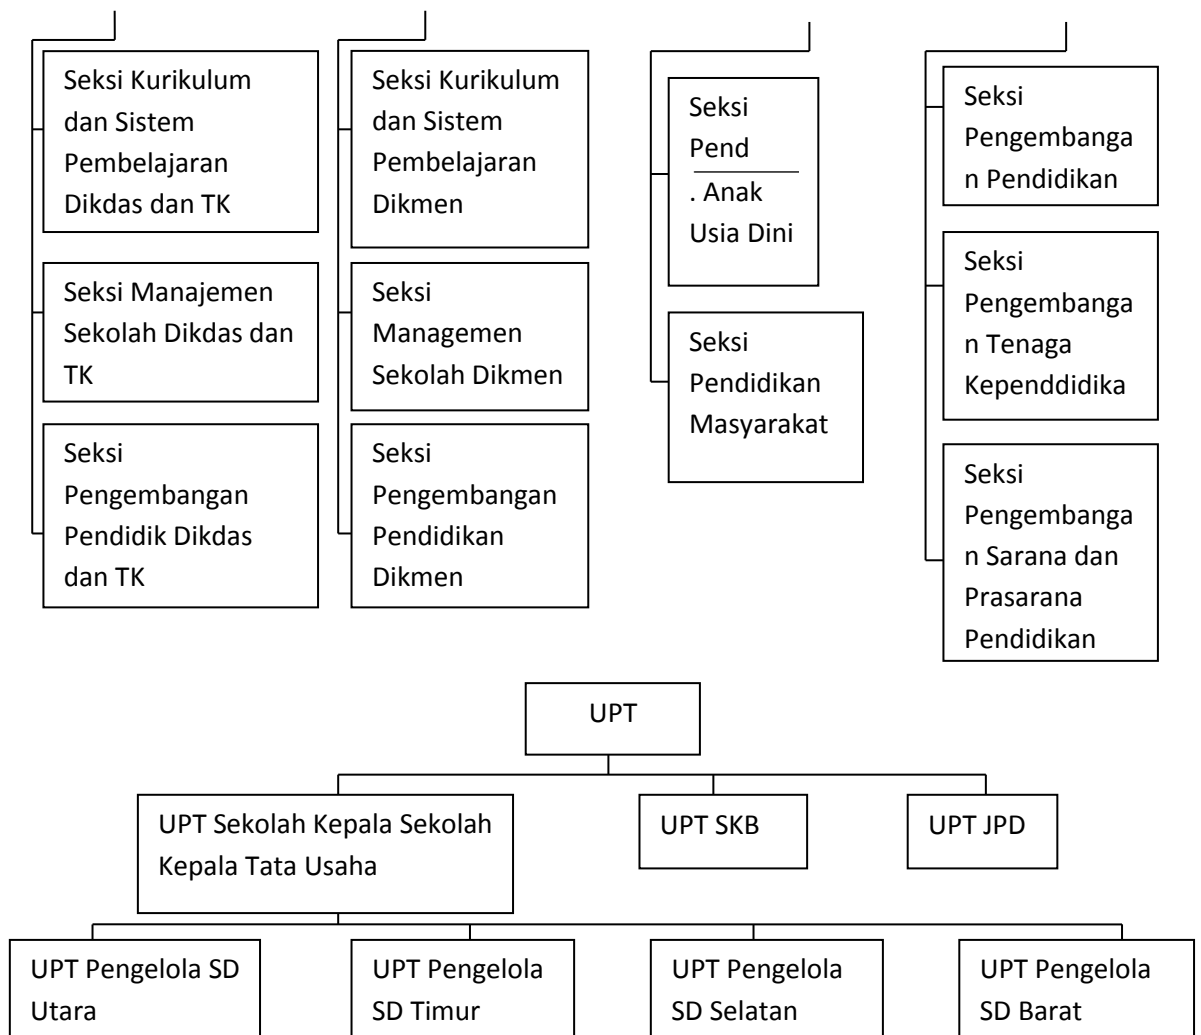 Seksi Kurikulum
dan Sistem
Pembelajaran
Dikdas dan TK
Seksi Manajemen
Sekolah Dikdas dan
TK
Seksi
Pengembangan
Pendidik Dikdas
dan TK
Seksi Kurikulum
dan Sistem
Pembelajaran
Dikmen
Seksi
Managemen
Sekolah Dikmen
Seksi
Pengembangan
Pendidikan
Dikmen
Seksi
Pend
. Anak
Usia Dini
Seksi
Pendidikan
Masyarakat
Seksi
Pengembanga
n Pendidikan
Seksi
Pengembanga
n Tenaga
Kependdidika
Seksi
Pengembanga
n Sarana dan
Prasarana
Pendidikan
UPT
UPT Sekolah Kepala Sekolah
Kepala Tata Usaha
UPT SKB
UPT JPD
UPT Pengelola SD
Utara
UPT Pengelola
SD Timur
UPT Pengelola
SD Selatan
UPT Pengelola
SD Barat